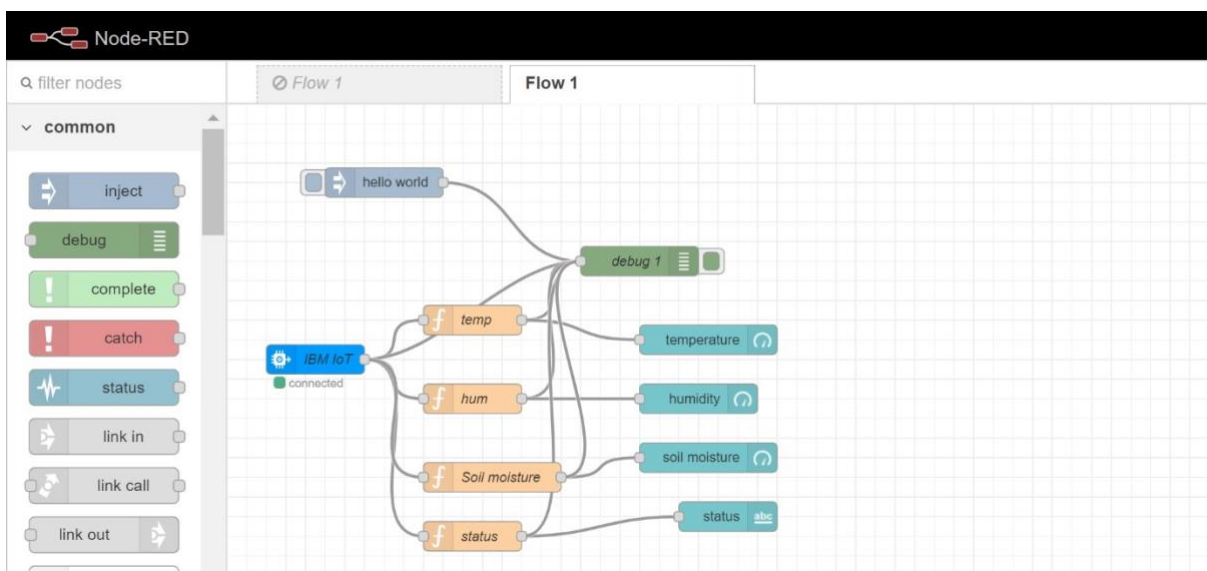 Node-RED
filter nodes
Flow 1
Flow 1
common
inject
debug
complete
catch
status
link in
link call
link out
hello world
debug 1
temp
temperature
IBM IoT
connected
hum
humidity
Soil moisture
soil moisture
status
status
abc